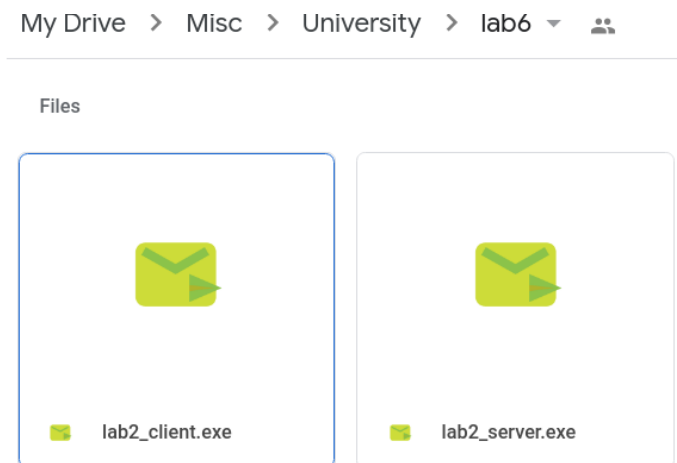 My Drive > Misc > University > lab6
Files
lab2_client.exe
lab2_server.exe